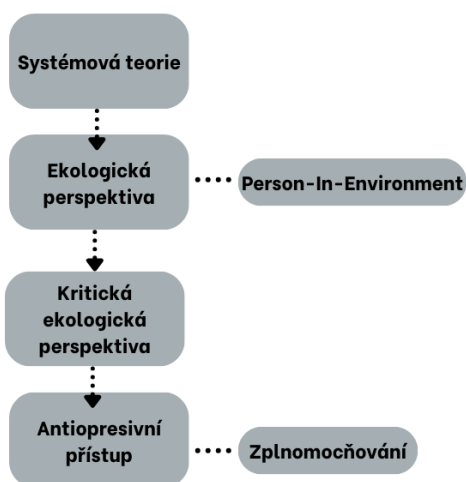 Systémová teorie
Ekologická
perspektiva
Person-In-Environment
Kritická
ekologická
perspektiva
Antiopresivní
přístup
Zplnomocňování